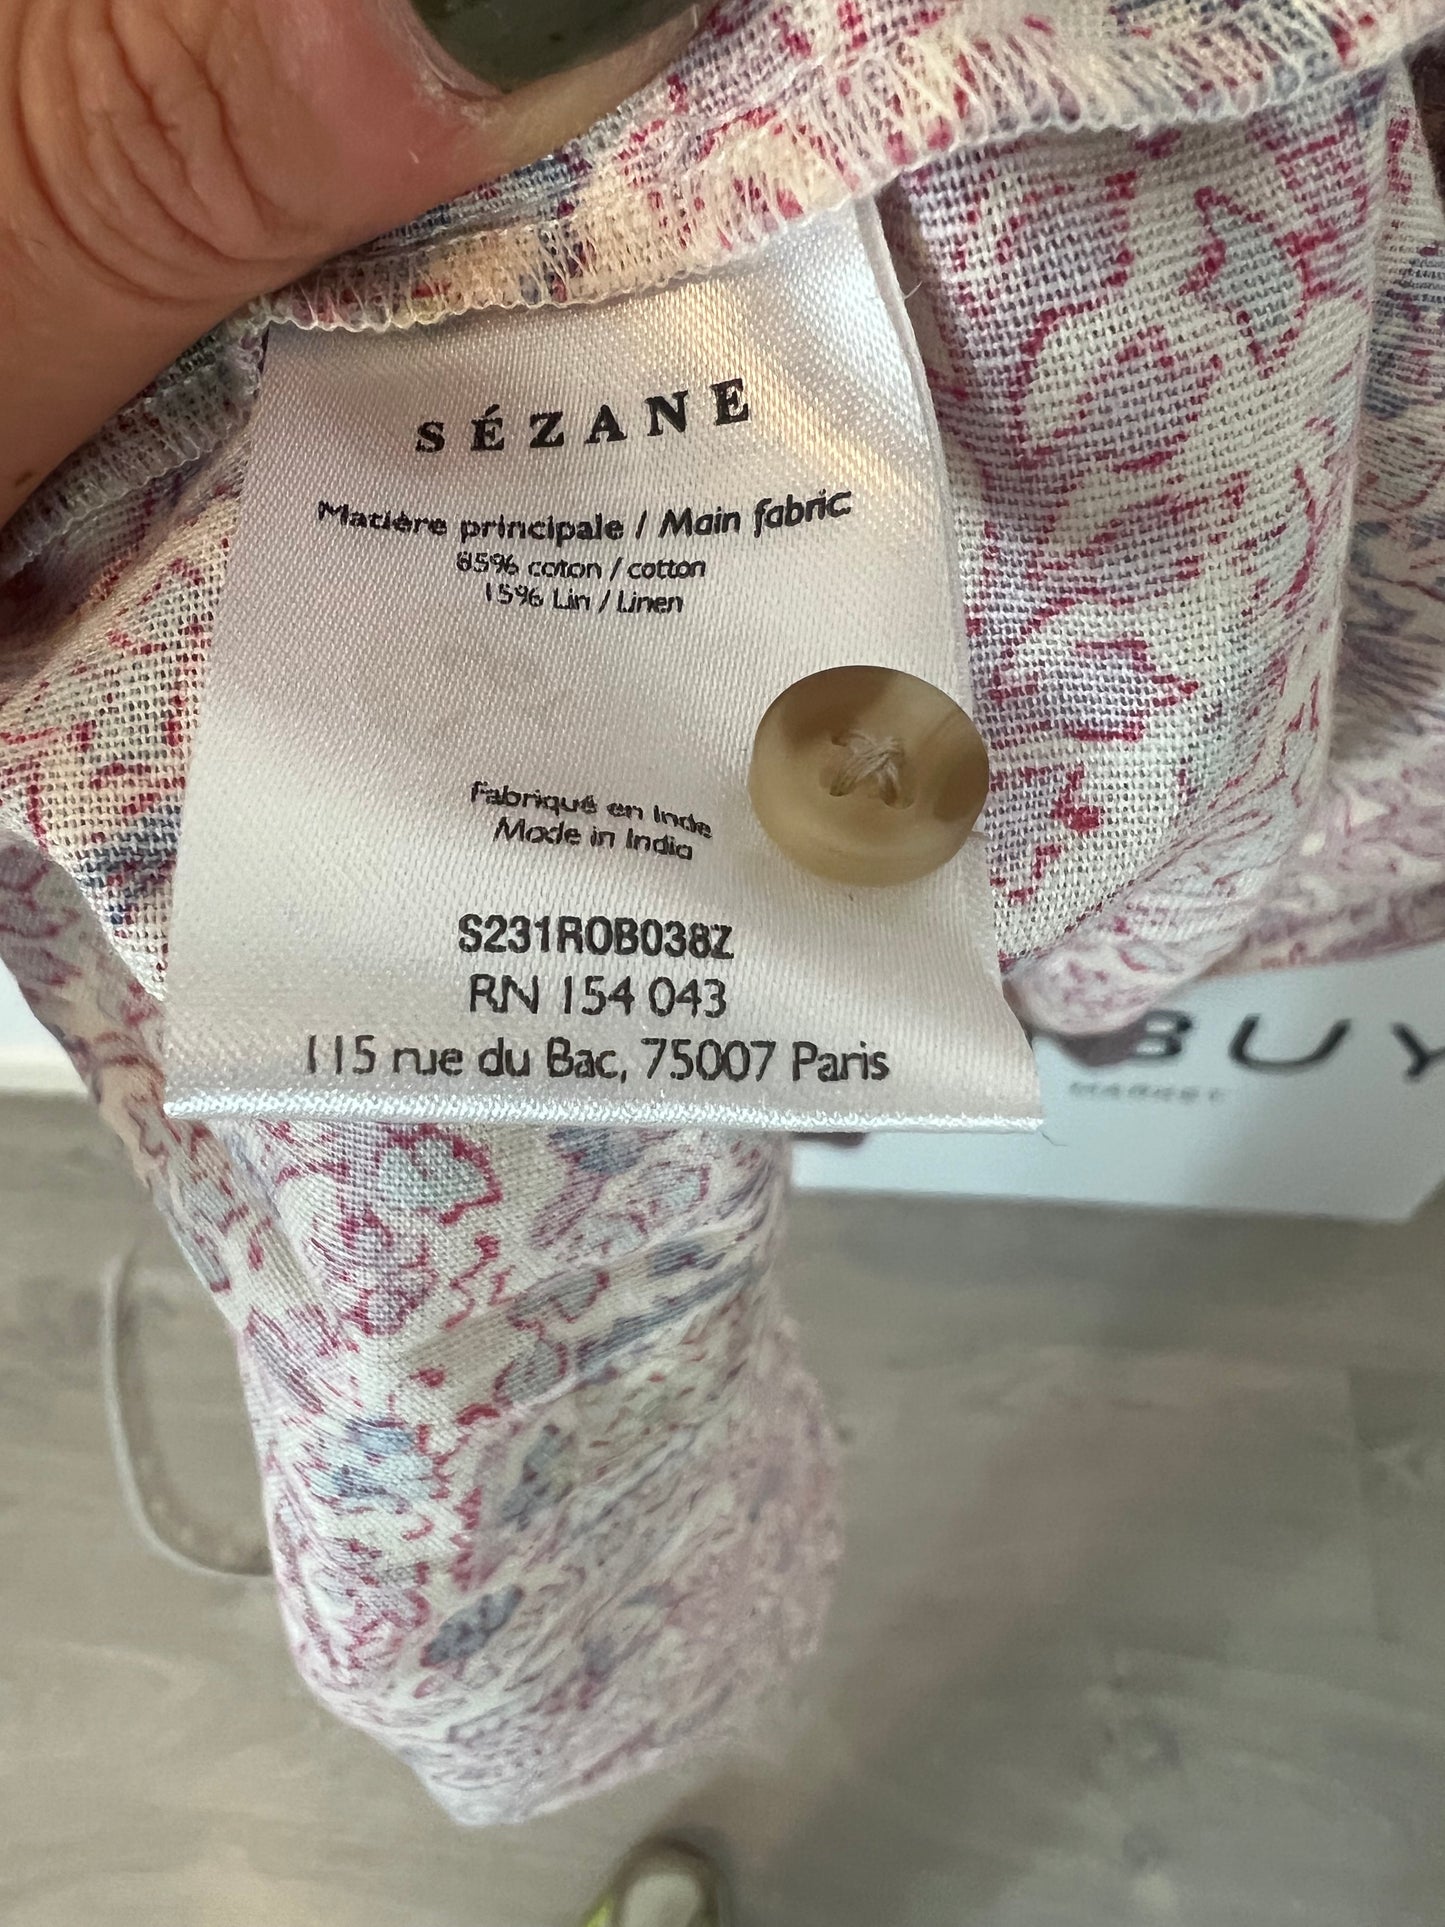 SÉZANE
Matière principale / Main fabric
85% coton / cotton
15% Lin / Linen
Fabriqué en Inde
Made in India
S231ROB038Z
RN 154 043
115 rue du Bac, 75007 Paris
BUY
MARKET